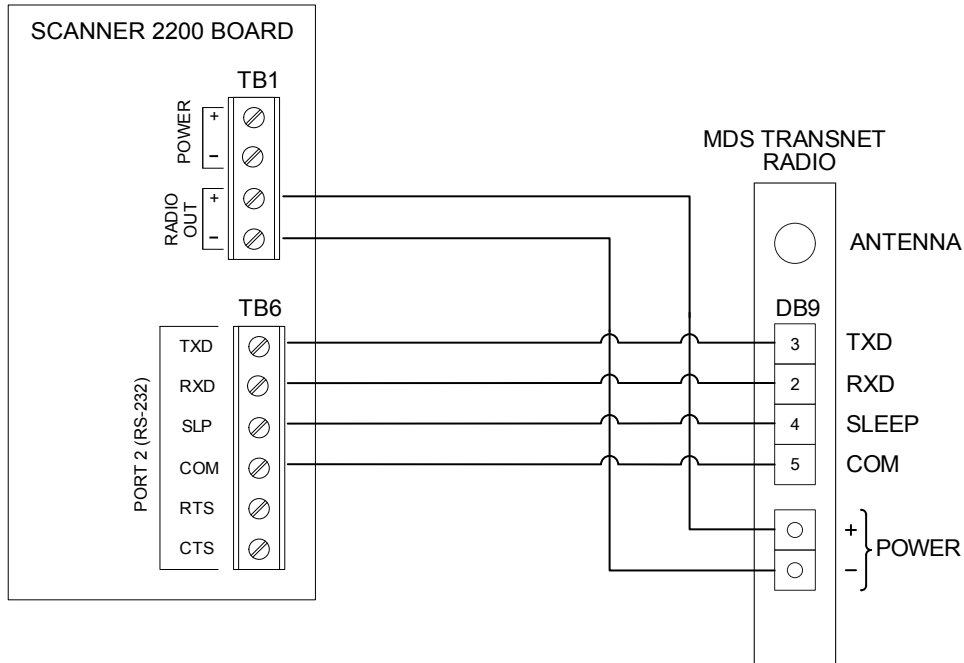 SCANNER 2200 BOARD
TB1
POWER
+
−
RADIO
OUT
+
−
TB6
PORT 2 (RS-232)
TXD
RXD
SLP
COM
RTS
CTS
MDS TRANSNET
RADIO
ANTENNA
DB9
3 TXD
2 RXD
4 SLEEP
5 COM
+
−
POWER